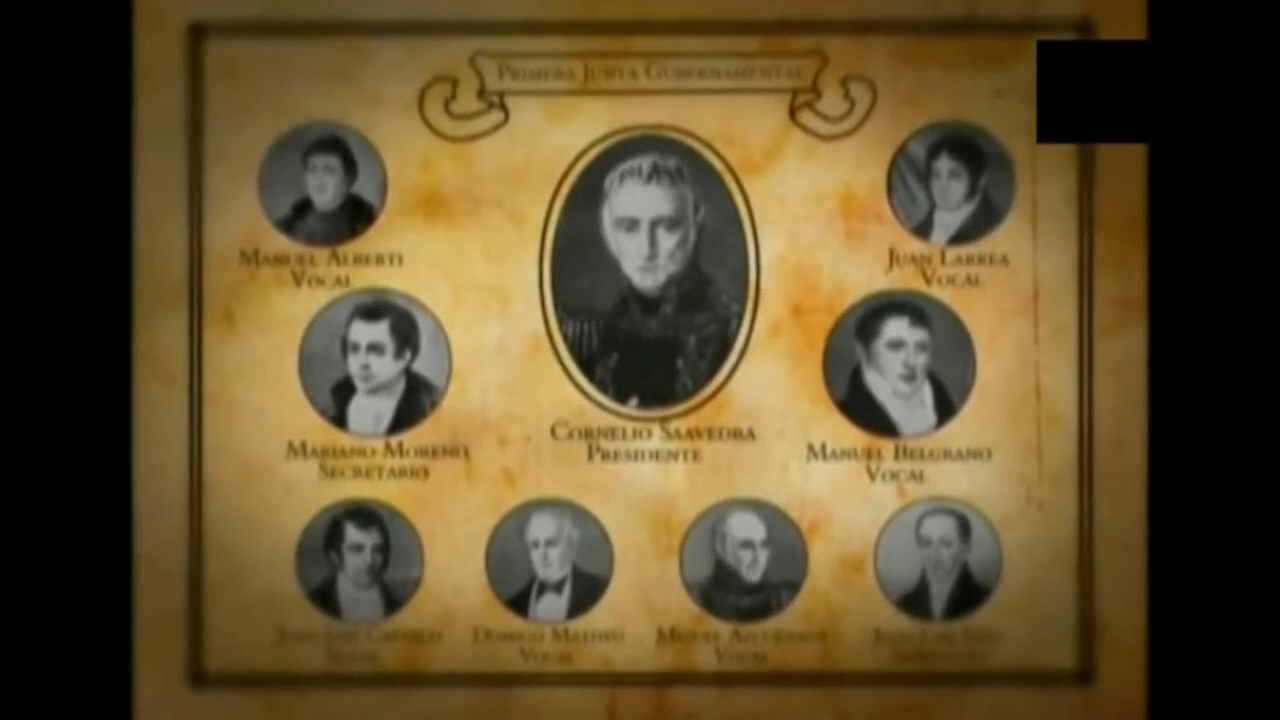 PRIMERA JUNTA GUBERNAMENTAL
MANUEL ALBERTI
VOCAL
JUAN LARREA
VOCAL
MARIANO MORENO
SECRETARIO
CORNELIO SAAVEDRA
PRESIDENTE
MANUEL BELGRANO
VOCAL
DOMINGO MATHEU
VOCAL
MIGUEL AZCUÉNAGA
VOCAL